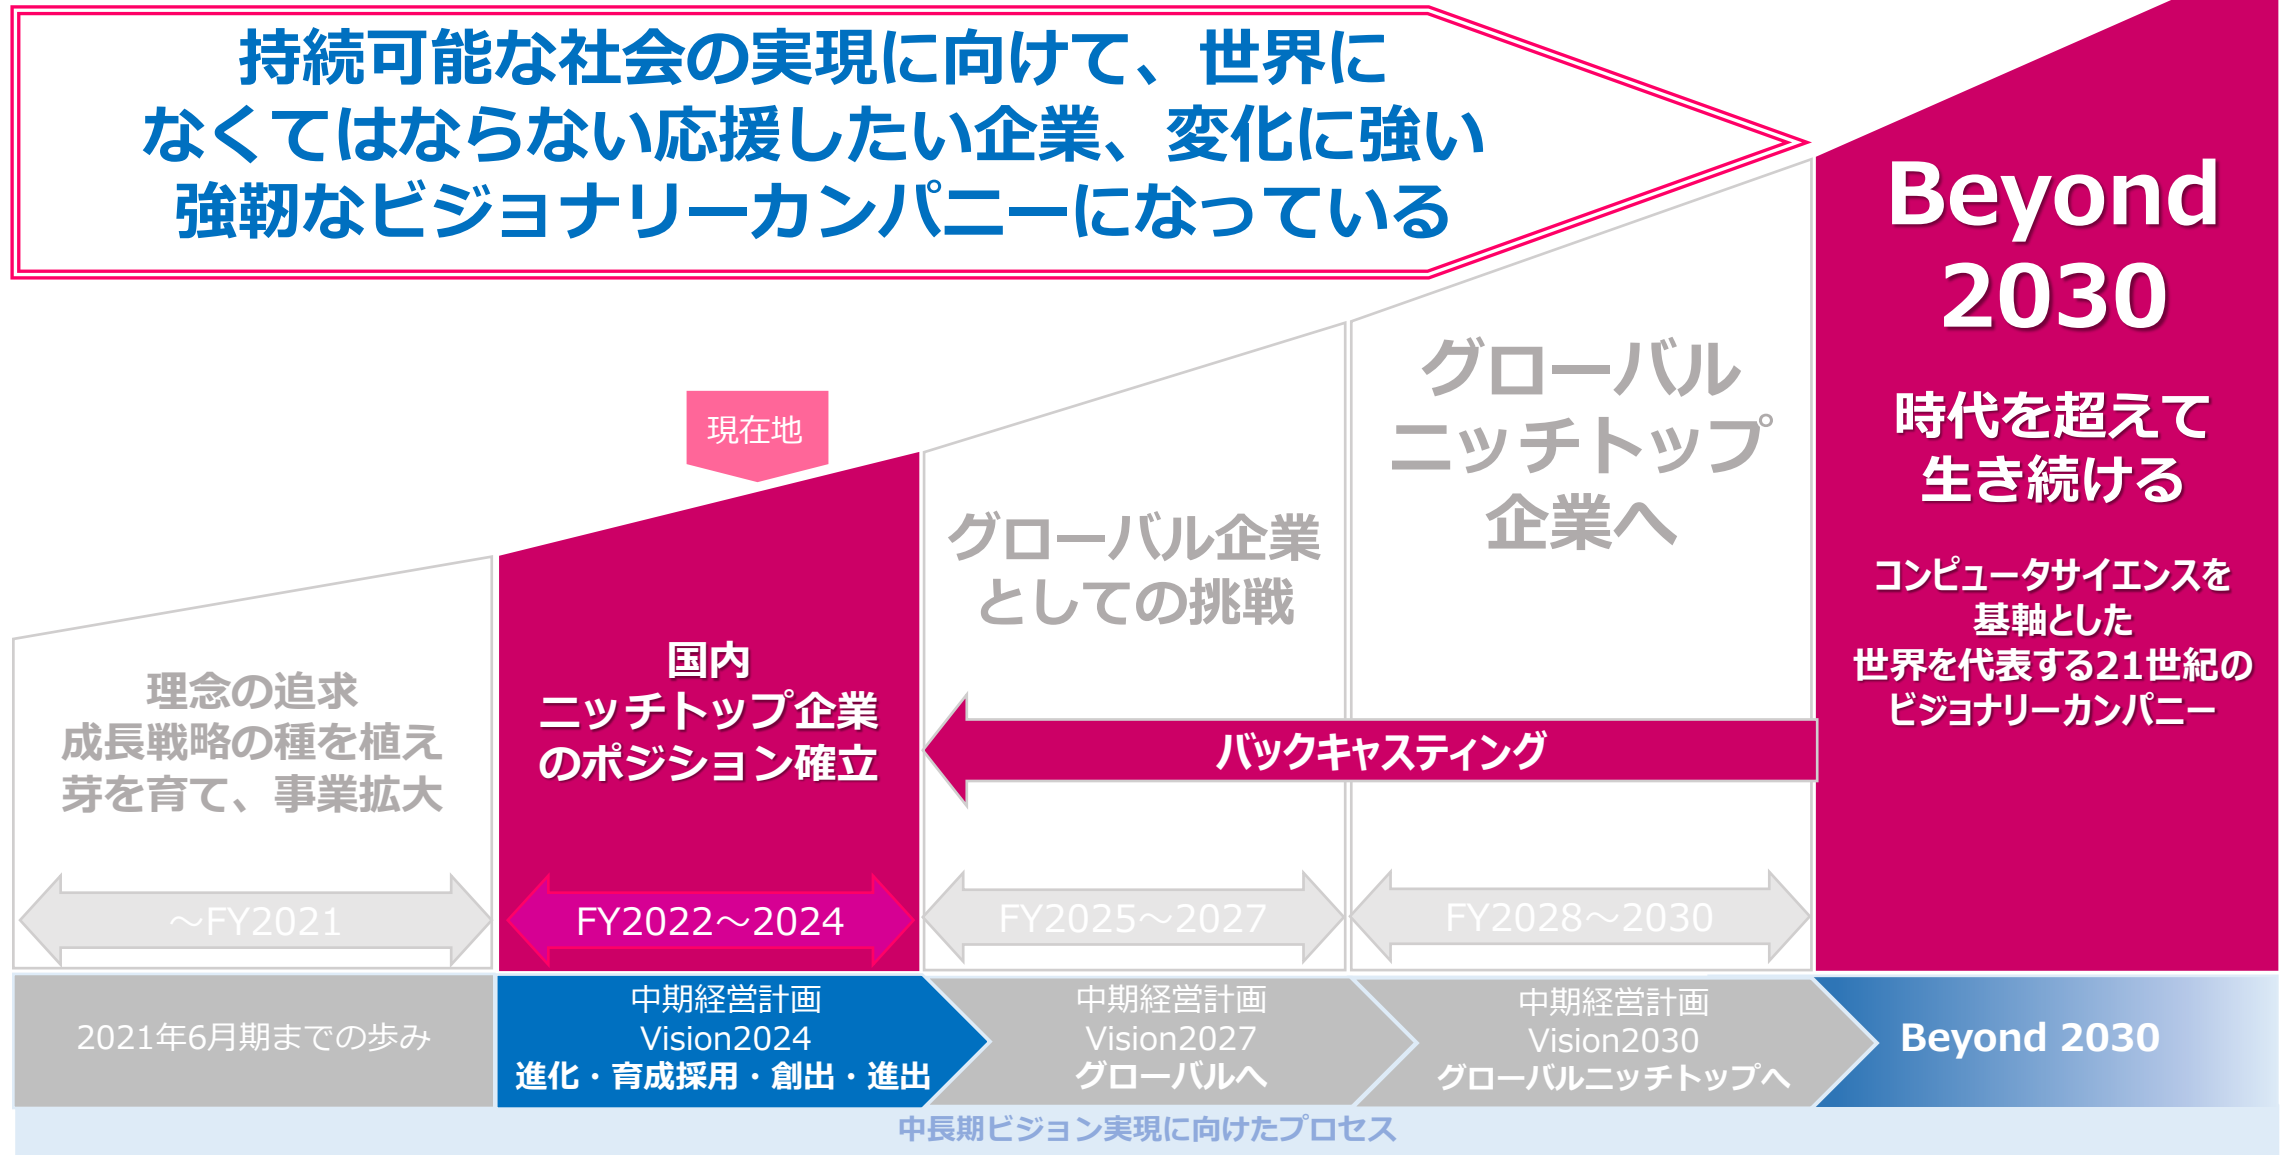 持続可能な社会の実現に向けて、世界に
なくてはならない応援したい企業、変化に強い
強靭なビジョナリーカンパニーになっている
Beyond
2030
時代を超えて
生き続ける
コンピュータサイエンスを
基軸とした
世界を代表する21世紀の
ビジョナリーカンパニー
グローバル
ニッチトップ
企業へ
グローバル企業
としての挑戦
現在地
国内
ニッチトップ企業
のポジション確立
理念の追求
成長戦略の種を植え
芽を育て、事業拡大
バックキャスティング
～FY2021
FY2022～2024
FY2025～2027
FY2028～2030
2021年6月期までの歩み
中期経営計画
Vision2024
進化・育成採用・創出・進出
中期経営計画
Vision2027
グローバルへ
中期経営計画
Vision2030
グローバルニッチトップへ
Beyond 2030
中長期ビジョン実現に向けたプロセス